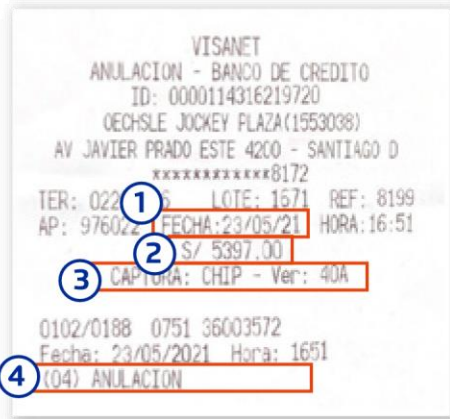 VISANET
ANULACION - BANCO DE CREDITO
ID: 0000114316219720
OECHSLE JOCKEY PLAZA(1553038)
AV JAVIER PRADO ESTE 4200 - SANTIAGO D
************8172
TER: 022 6 LOTE: 1671 REF: 8199
1
AP: 976022 FECHA:23/05/21 HORA:16:51
2 S/ 5397.00
3 CAPTURA: CHIP - Ver: 40A
0102/0188 0751 36003572
Fecha: 23/05/2021 Hora: 1651
4 (04) ANULACION